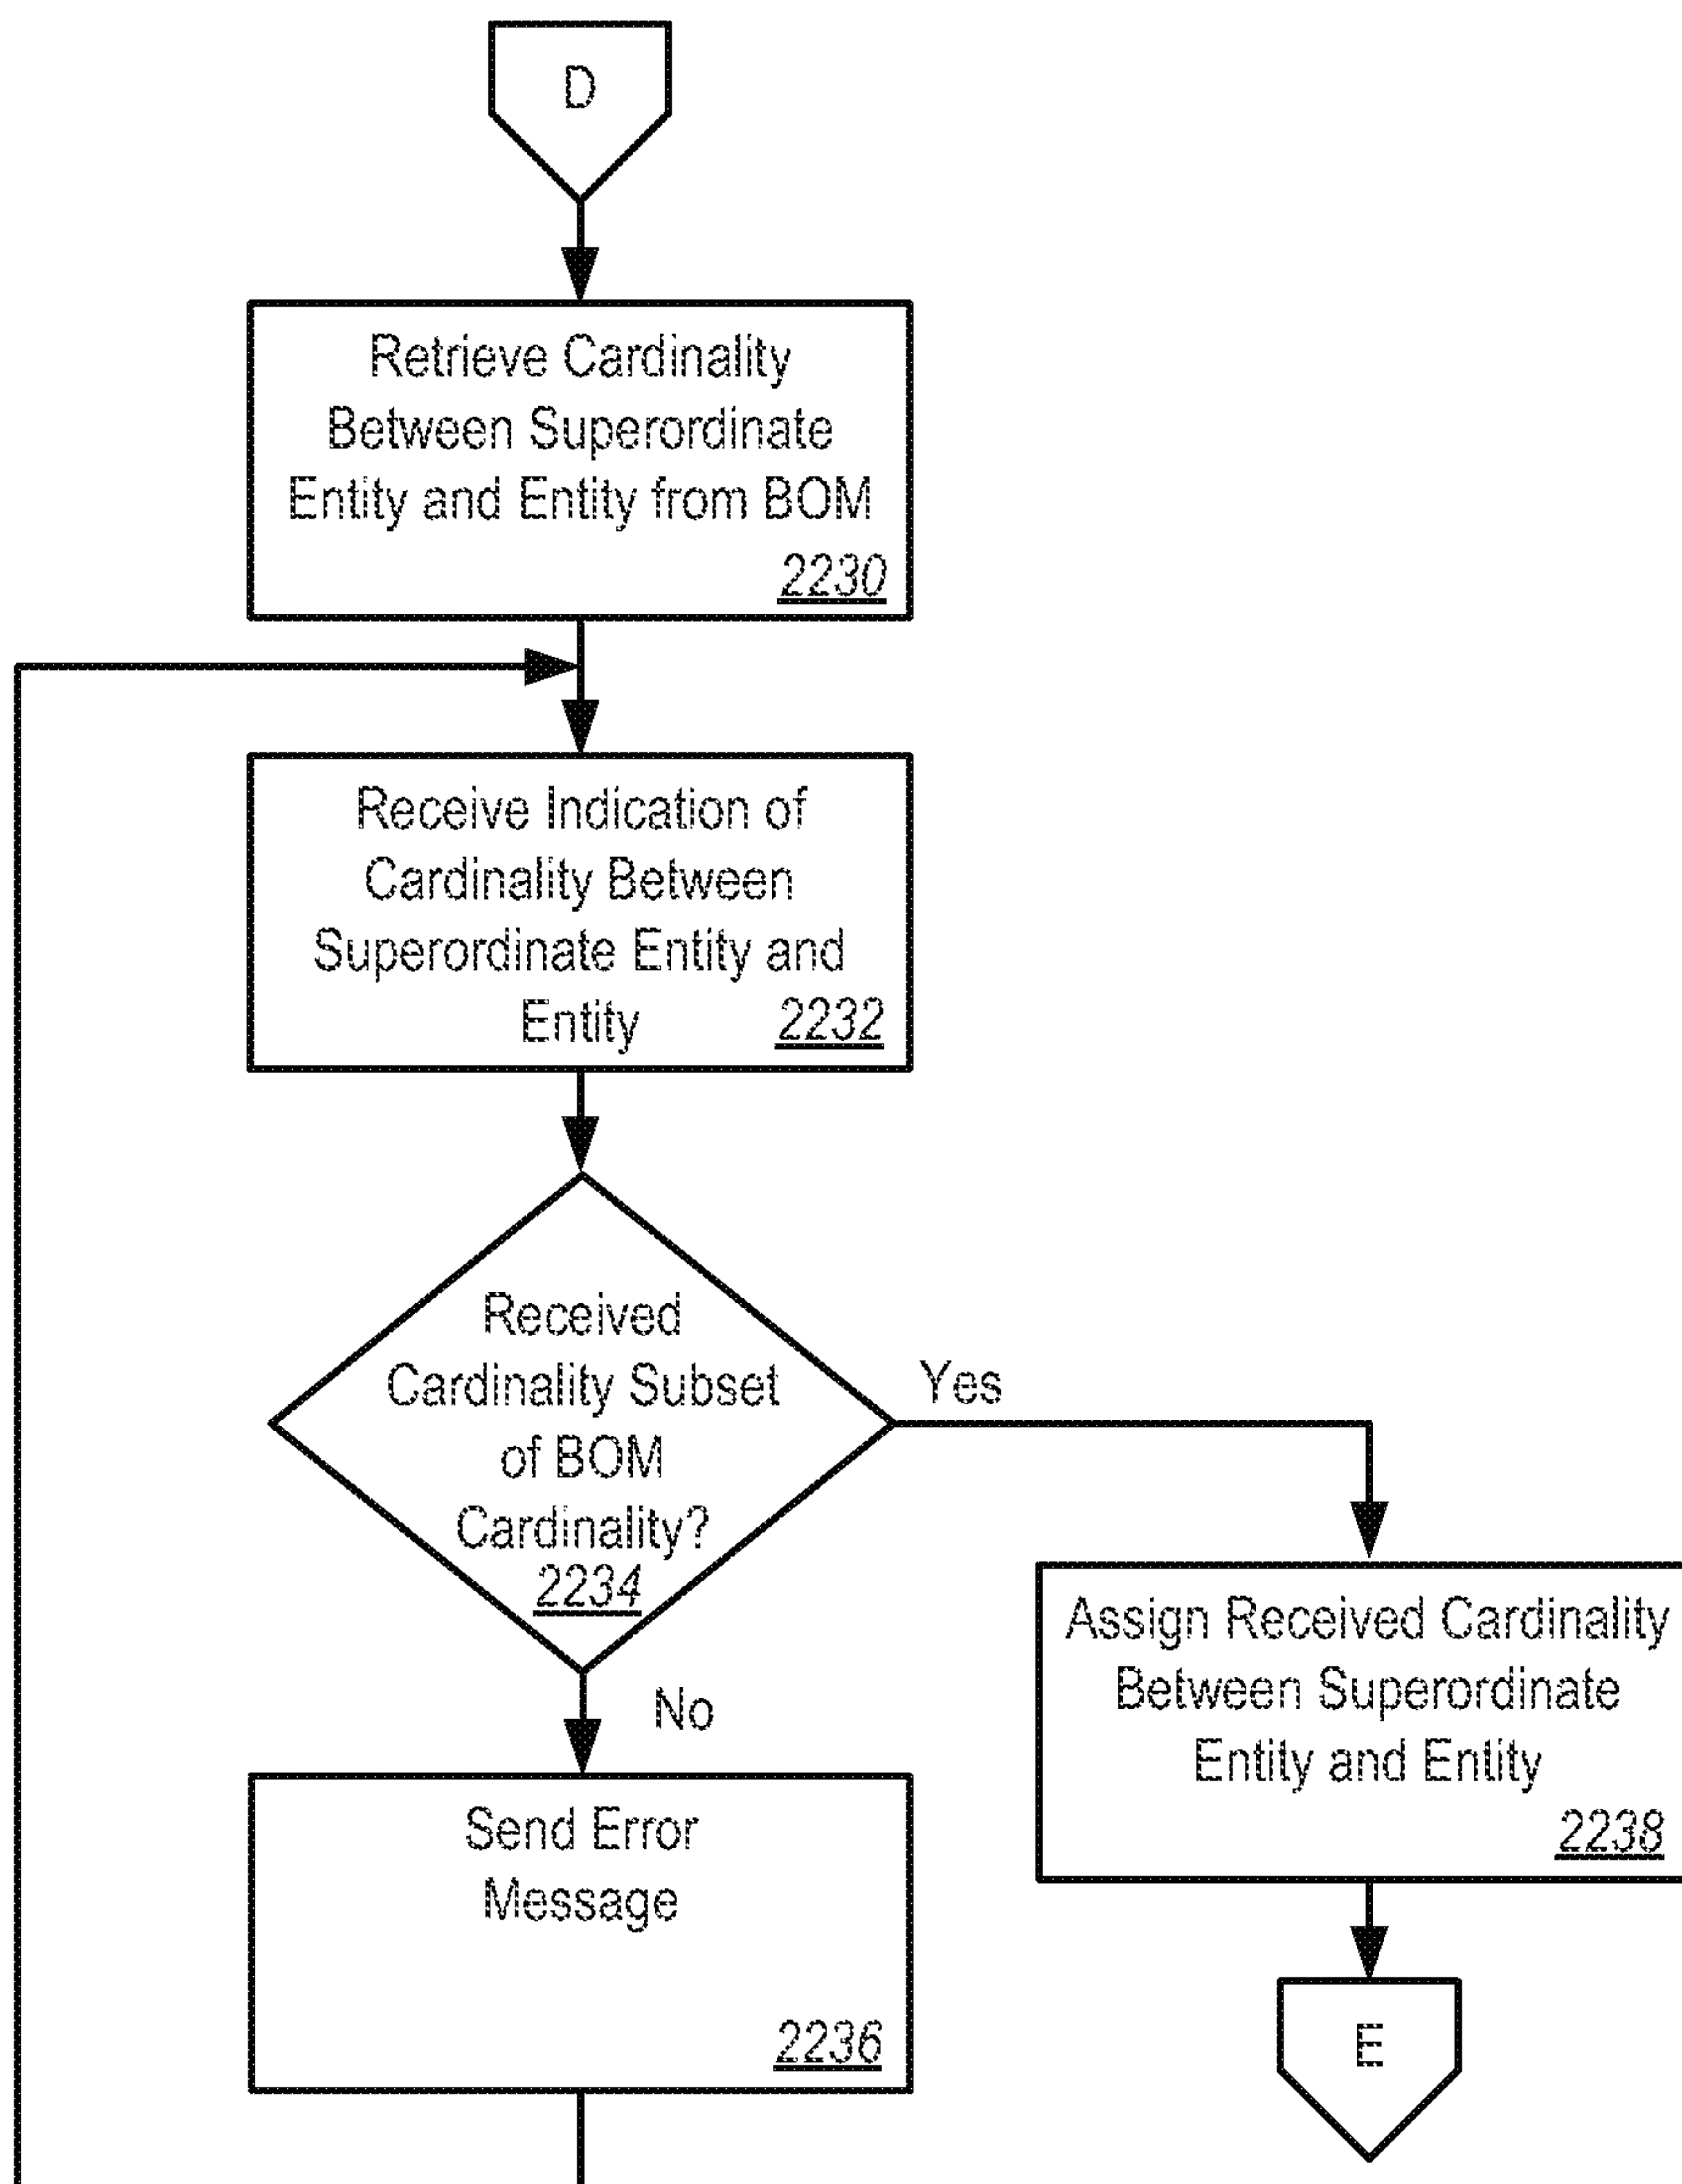 D
Retrieve Cardinality
Between Superordinate
Entity and Entity from BOM
2230
Receive Indication of
Cardinality Between
Superordinate Entity and
Entity 2232
Received
Cardinality Subset
of BOM
Cardinality?
2234
Yes
No
Assign Received Cardinality
Between Superordinate
Entity and Entity
2238
Send Error
Message
2236
E